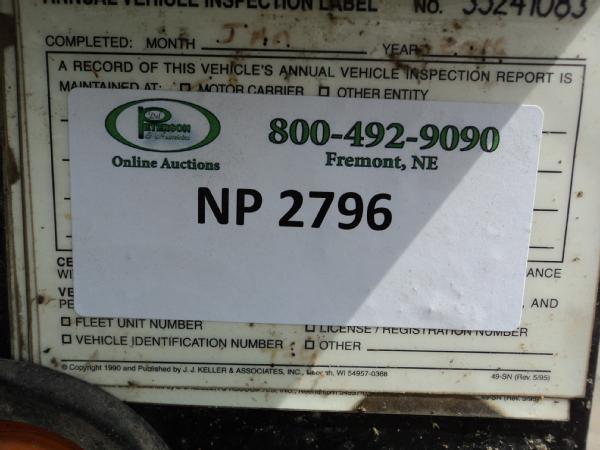 ANNUAL VEHICLE INSPECTION LABEL NO. 35241083
COMPLETED: MONTH JAN YEAR
A RECORD OF THIS VEHICLE'S ANNUAL VEHICLE INSPECTION REPORT IS
MAINTAINED AT: □ MOTOR CARRIER □ OTHER ENTITY
PETERSON
800-492-9090
Online Auctions
Fremont, NE
NP 2796
□ FLEET UNIT NUMBER
□ LICENSE / REGISTRATION NUMBER
□ VEHICLE IDENTIFICATION NUMBER □ OTHER
© Copyright 1990 and Published by J. J. KELLER & ASSOCIATES, INC., Neenah, WI 54957-0368 49-SN (Rev. 5/95)